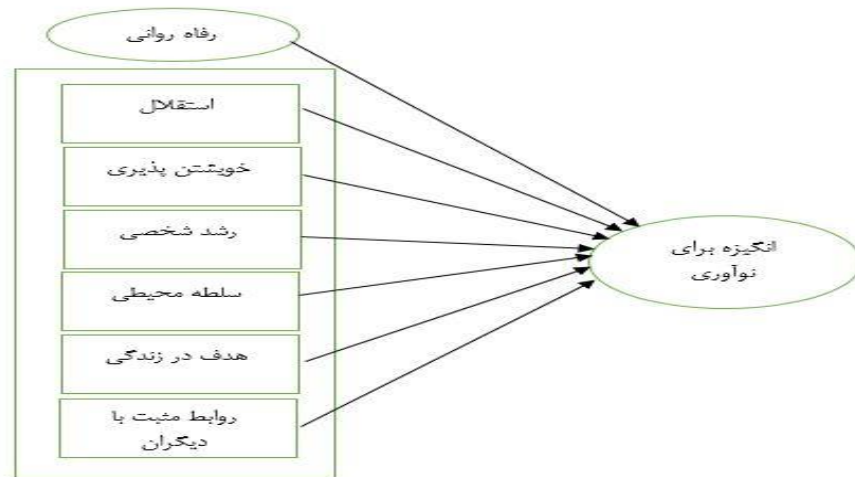 رفاه روانی
استقلال
خویشتن پذیری
رشد شخصی
سلطه محیطی
هدف در زندگی
روابط مثبت با
دیگران
انگیزه برای
نوآوری